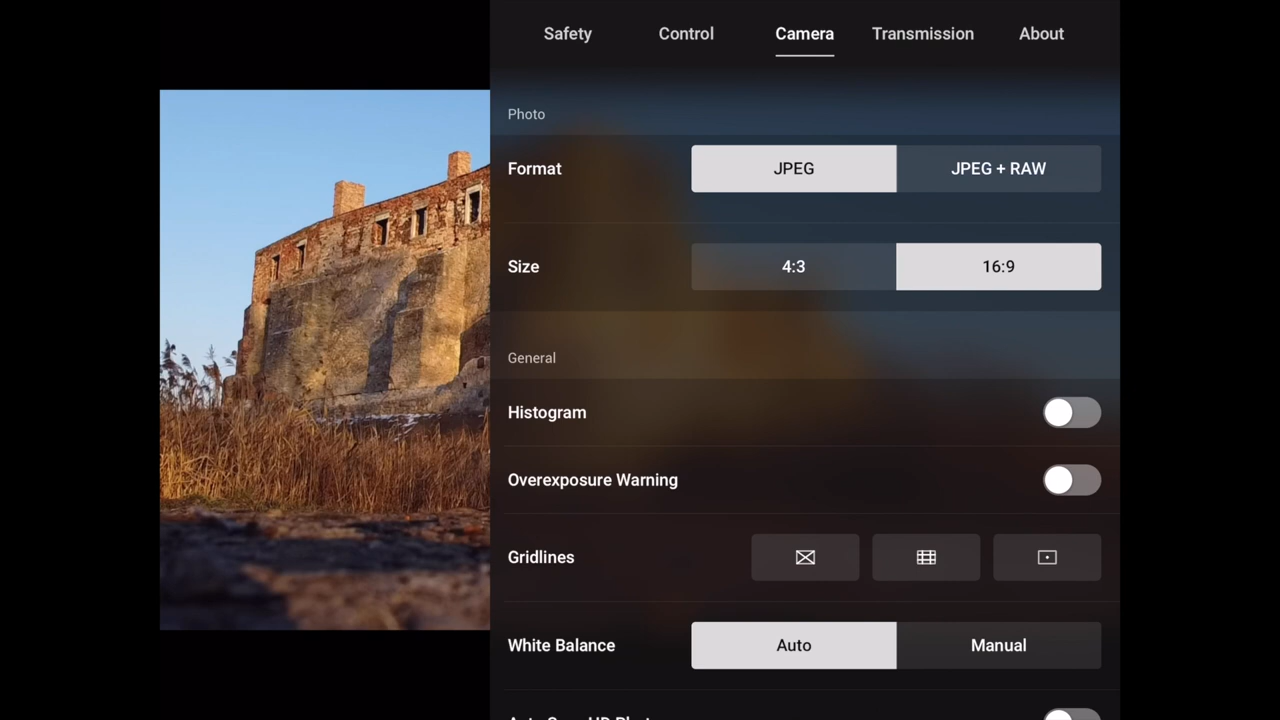 Safety Control Camera Transmission About
Photo
Format JPEG JPEG + RAW
Size 4:3 16:9
General
Histogram
Overexposure Warning
Gridlines
White Balance Auto Manual